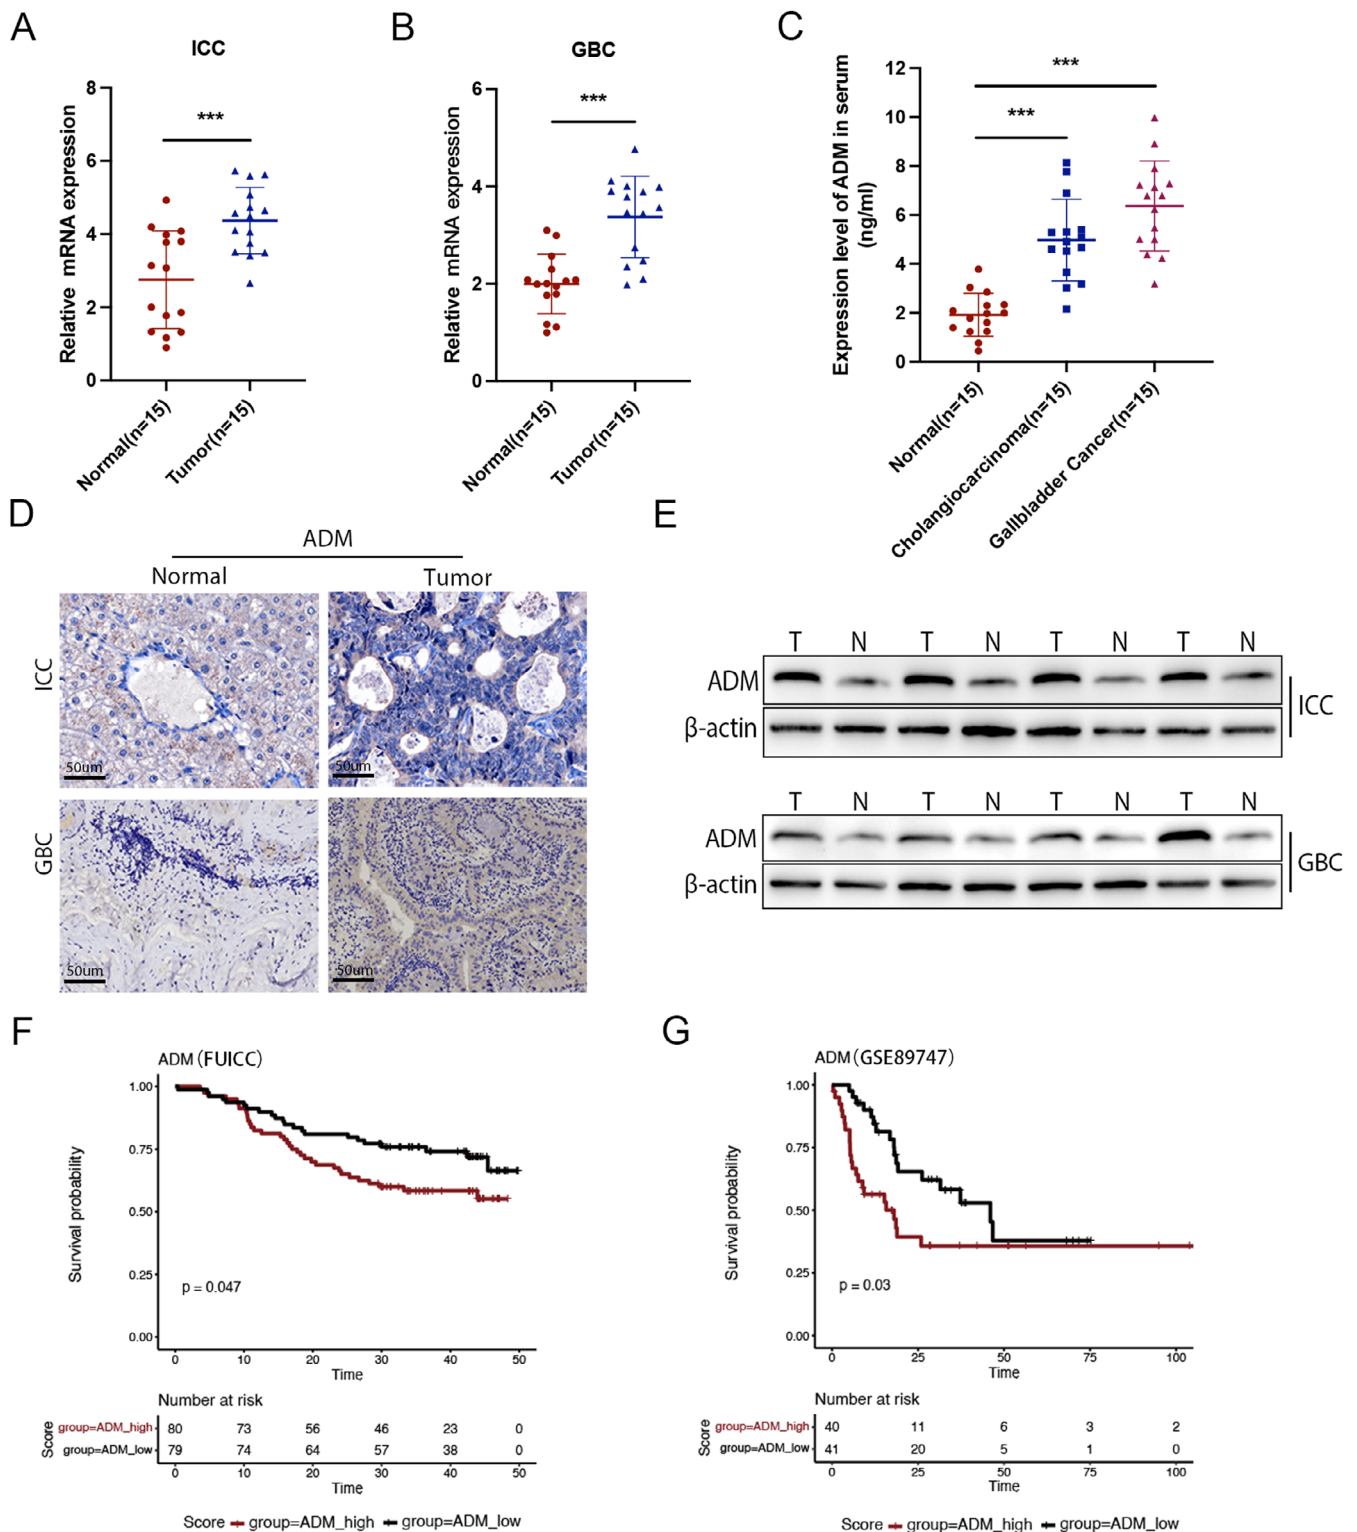 A
B
C
ICC
GBC
***
***
***
***
Relative mRNA expression
8
6
4
2
0
Normal(n=15)
Tumor(n=15)
Relative mRNA expression
6
4
2
0
Normal(n=15)
Tumor(n=15)
Expression level of ADM in serum
(ng/ml)
12
10
8
6
4
2
0
Normal(n=15)
Cholangiocarcinoma(n=15)
Gallbladder Cancer(n=15)
D
E
ADM
Normal Tumor
ICC
50um
50um
GBC
50um
50um
T N T N T N T N
ADM
β-actin
ICC
T N T N T N T N
ADM
β-actin
GBC
F
ADM(FUICC)
Survival probability
1.00
0.75
0.50
0.25
0.00
p = 0.047
0 10 20 30 40 50
Time
Number at risk
Score
group=ADM_high 80 73 56 46 23 0
group=ADM_low 79 74 64 57 38 0
0 10 20 30 40 50
Time
Score group=ADM_high group=ADM_low
G
ADM(GSE89747)
Survival probability
1.00
0.75
0.50
0.25
0.00
p = 0.03
0 25 50 75 100
Time
Number at risk
Score
group=ADM_high 40 11 6 3 2
group=ADM_low 41 20 5 1 0
0 25 50 75 100
Time
Score group=ADM_high group=ADM_low